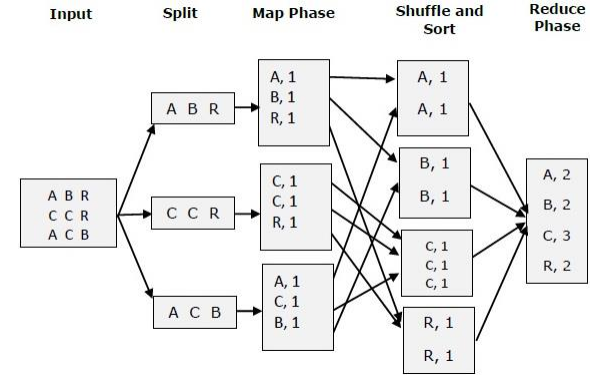 Input
Split
Map Phase
Shuffle and
Sort
Reduce
Phase
A B R
C C R
A C B
A B R
C C R
A C B
A, 1
B, 1
R, 1
C, 1
C, 1
R, 1
A, 1
C, 1
B, 1
A, 1
A, 1
B, 1
B, 1
C, 1
C, 1
C, 1
R, 1
R, 1
A, 2
B, 2
C, 3
R, 2